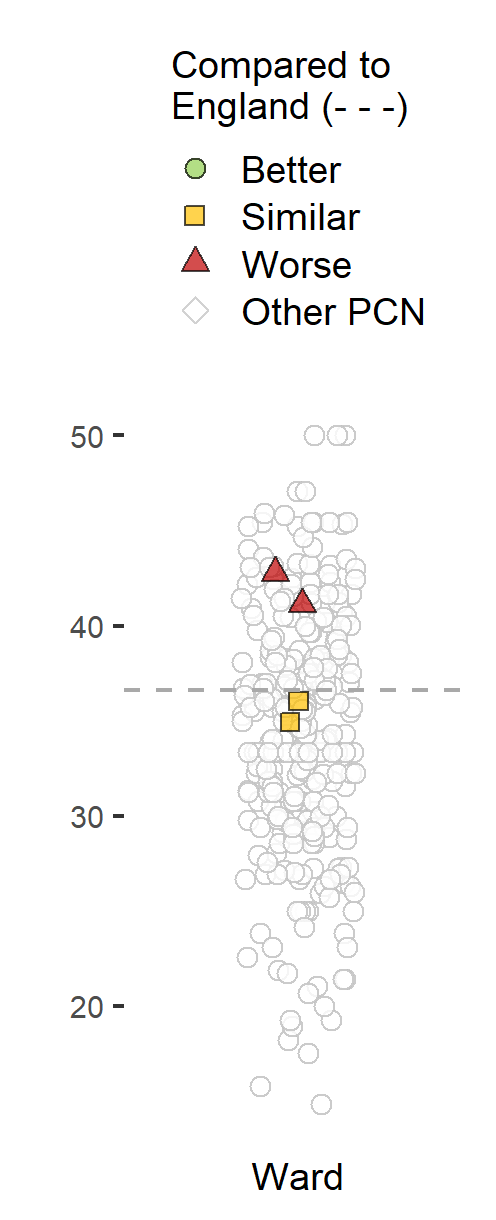 Compared to
England (- - -)
Better
Similar
Worse
Other PCN
50
40
30
20
Ward